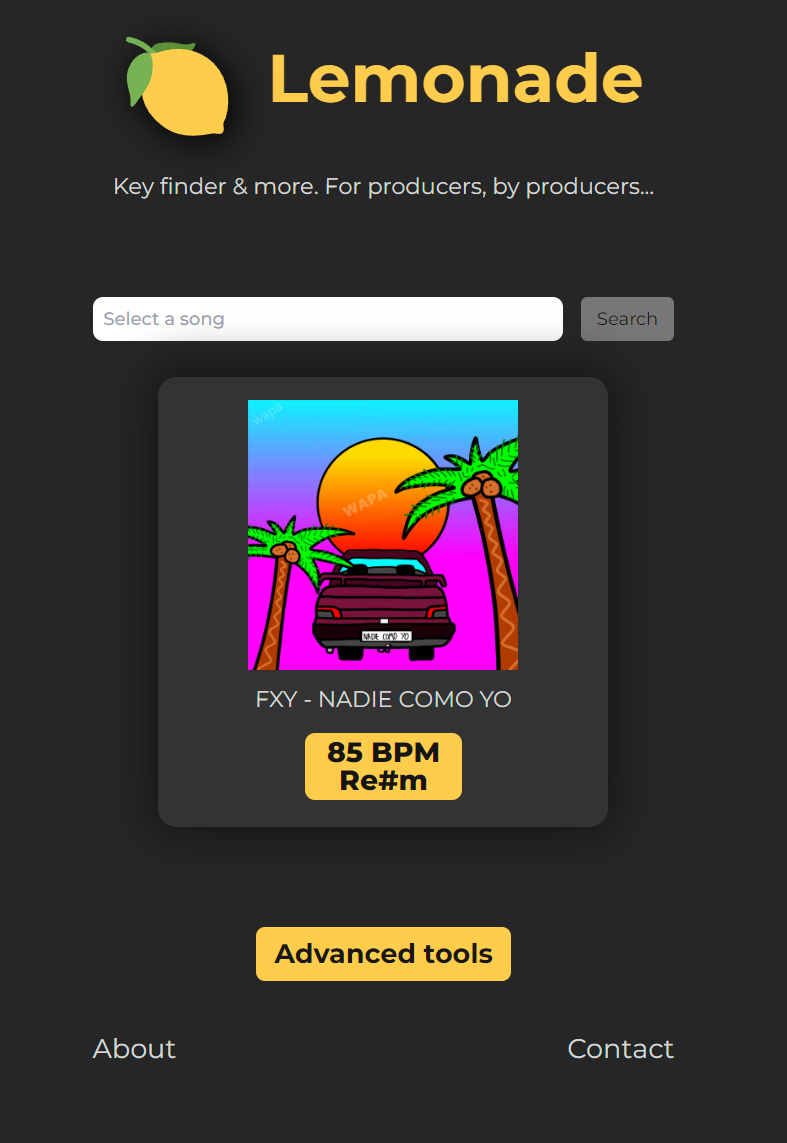 Lemonade
Key finder & more. For producers, by producers...
Select a song
Search
wapa
WAPA
NADIE COMO YO
FXY - NADIE COMO YO
85 BPM
Re#m
Advanced tools
About
Contact